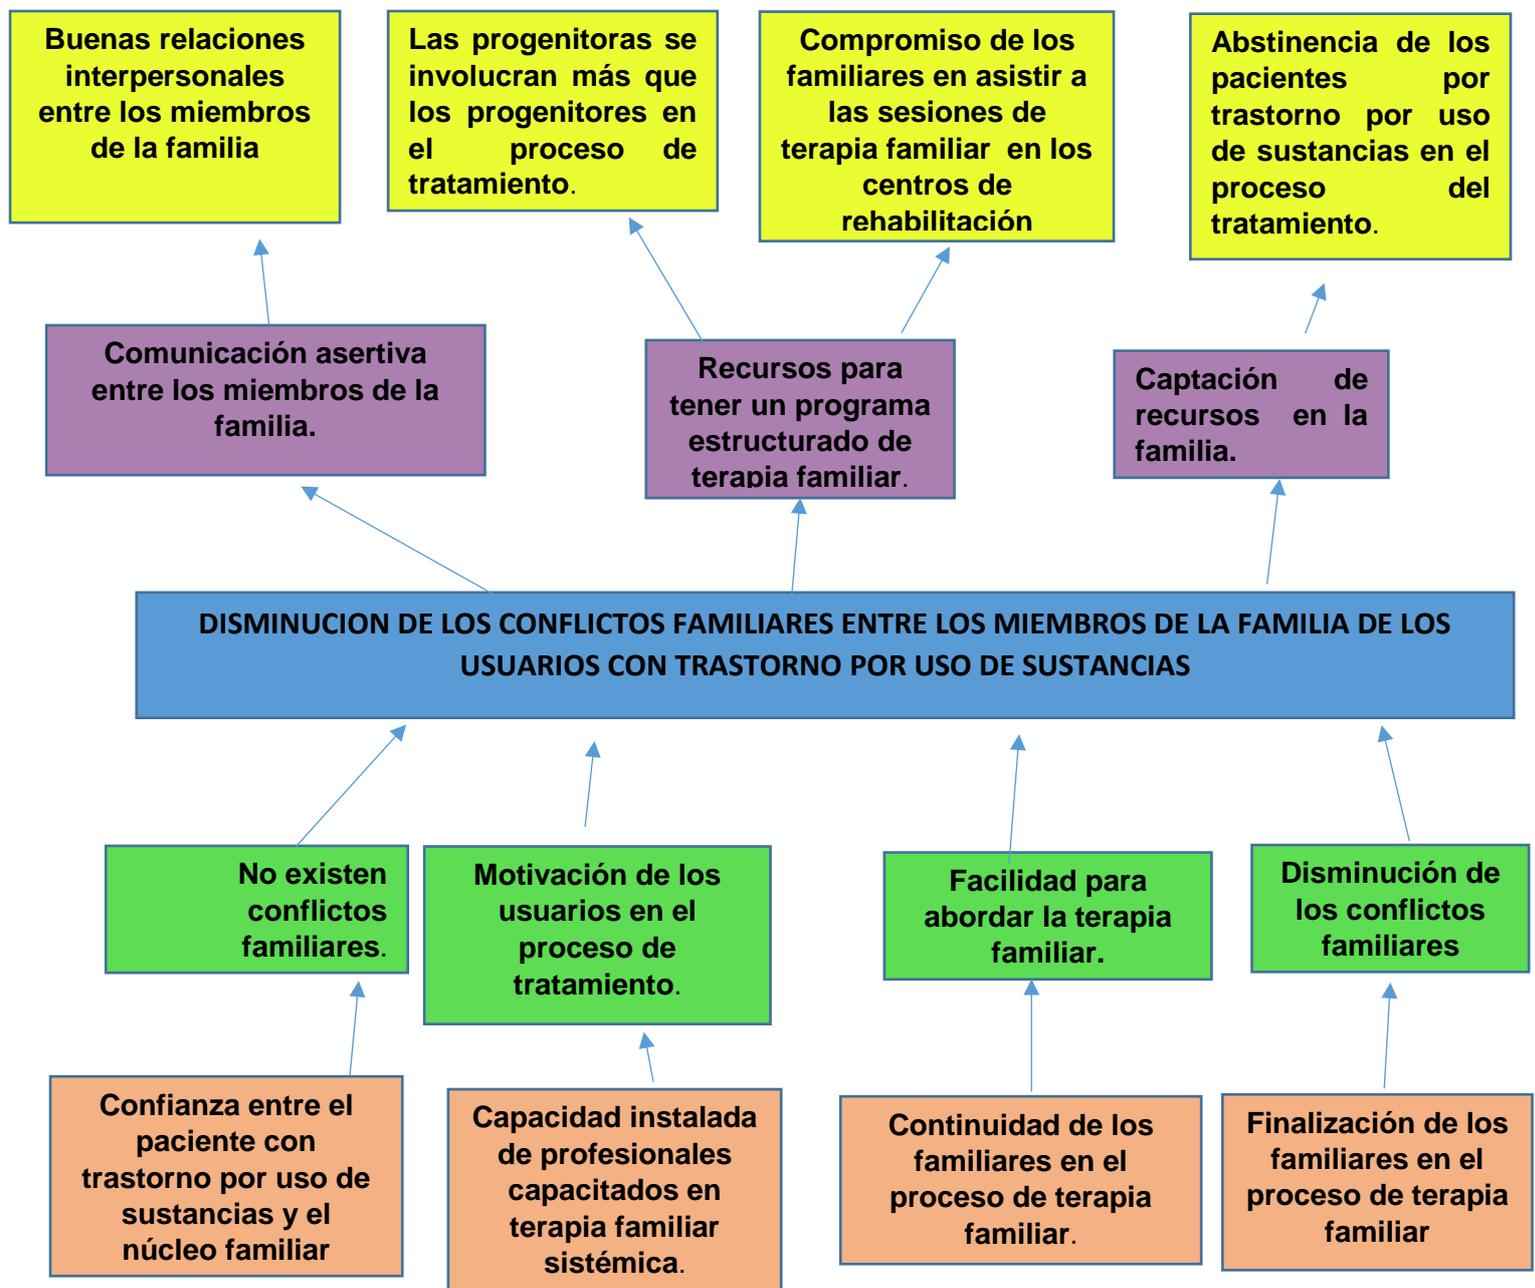 Buenas relaciones
interpersonales
entre los miembros
de la familia
Las progenitoras se
involucran más que
los progenitores en
el proceso de
tratamiento.
Compromiso de los
familiares en asistir a
las sesiones de
terapia familiar en los
centros de
rehabilitación
Abstinencia de los
pacientes por
trastorno por uso
de sustancias en el
proceso del
tratamiento.
Comunicación asertiva
entre los miembros de la
familia.
Recursos para
tener un programa
estructurado de
terapia familiar.
Captación de
recursos en la
familia.
DISMINUCION DE LOS CONFLICTOS FAMILIARES ENTRE LOS MIEMBROS DE LA FAMILIA DE LOS
USUARIOS CON TRASTORNO POR USO DE SUSTANCIAS
No existen
conflictos
familiares.
Motivación de los
usuarios en el
proceso de
tratamiento.
Facilidad para
abordar la terapia
familiar.
Disminución de
los conflictos
familiares
Confianza entre el
paciente con
trastorno por uso de
sustancias y el
núcleo familiar
Capacidad instalada
de profesionales
capacitados en
terapia familiar
sistémica.
Continuidad de los
familiares en el
proceso de terapia
familiar.
Finalización de los
familiares en el
proceso de terapia
familiar